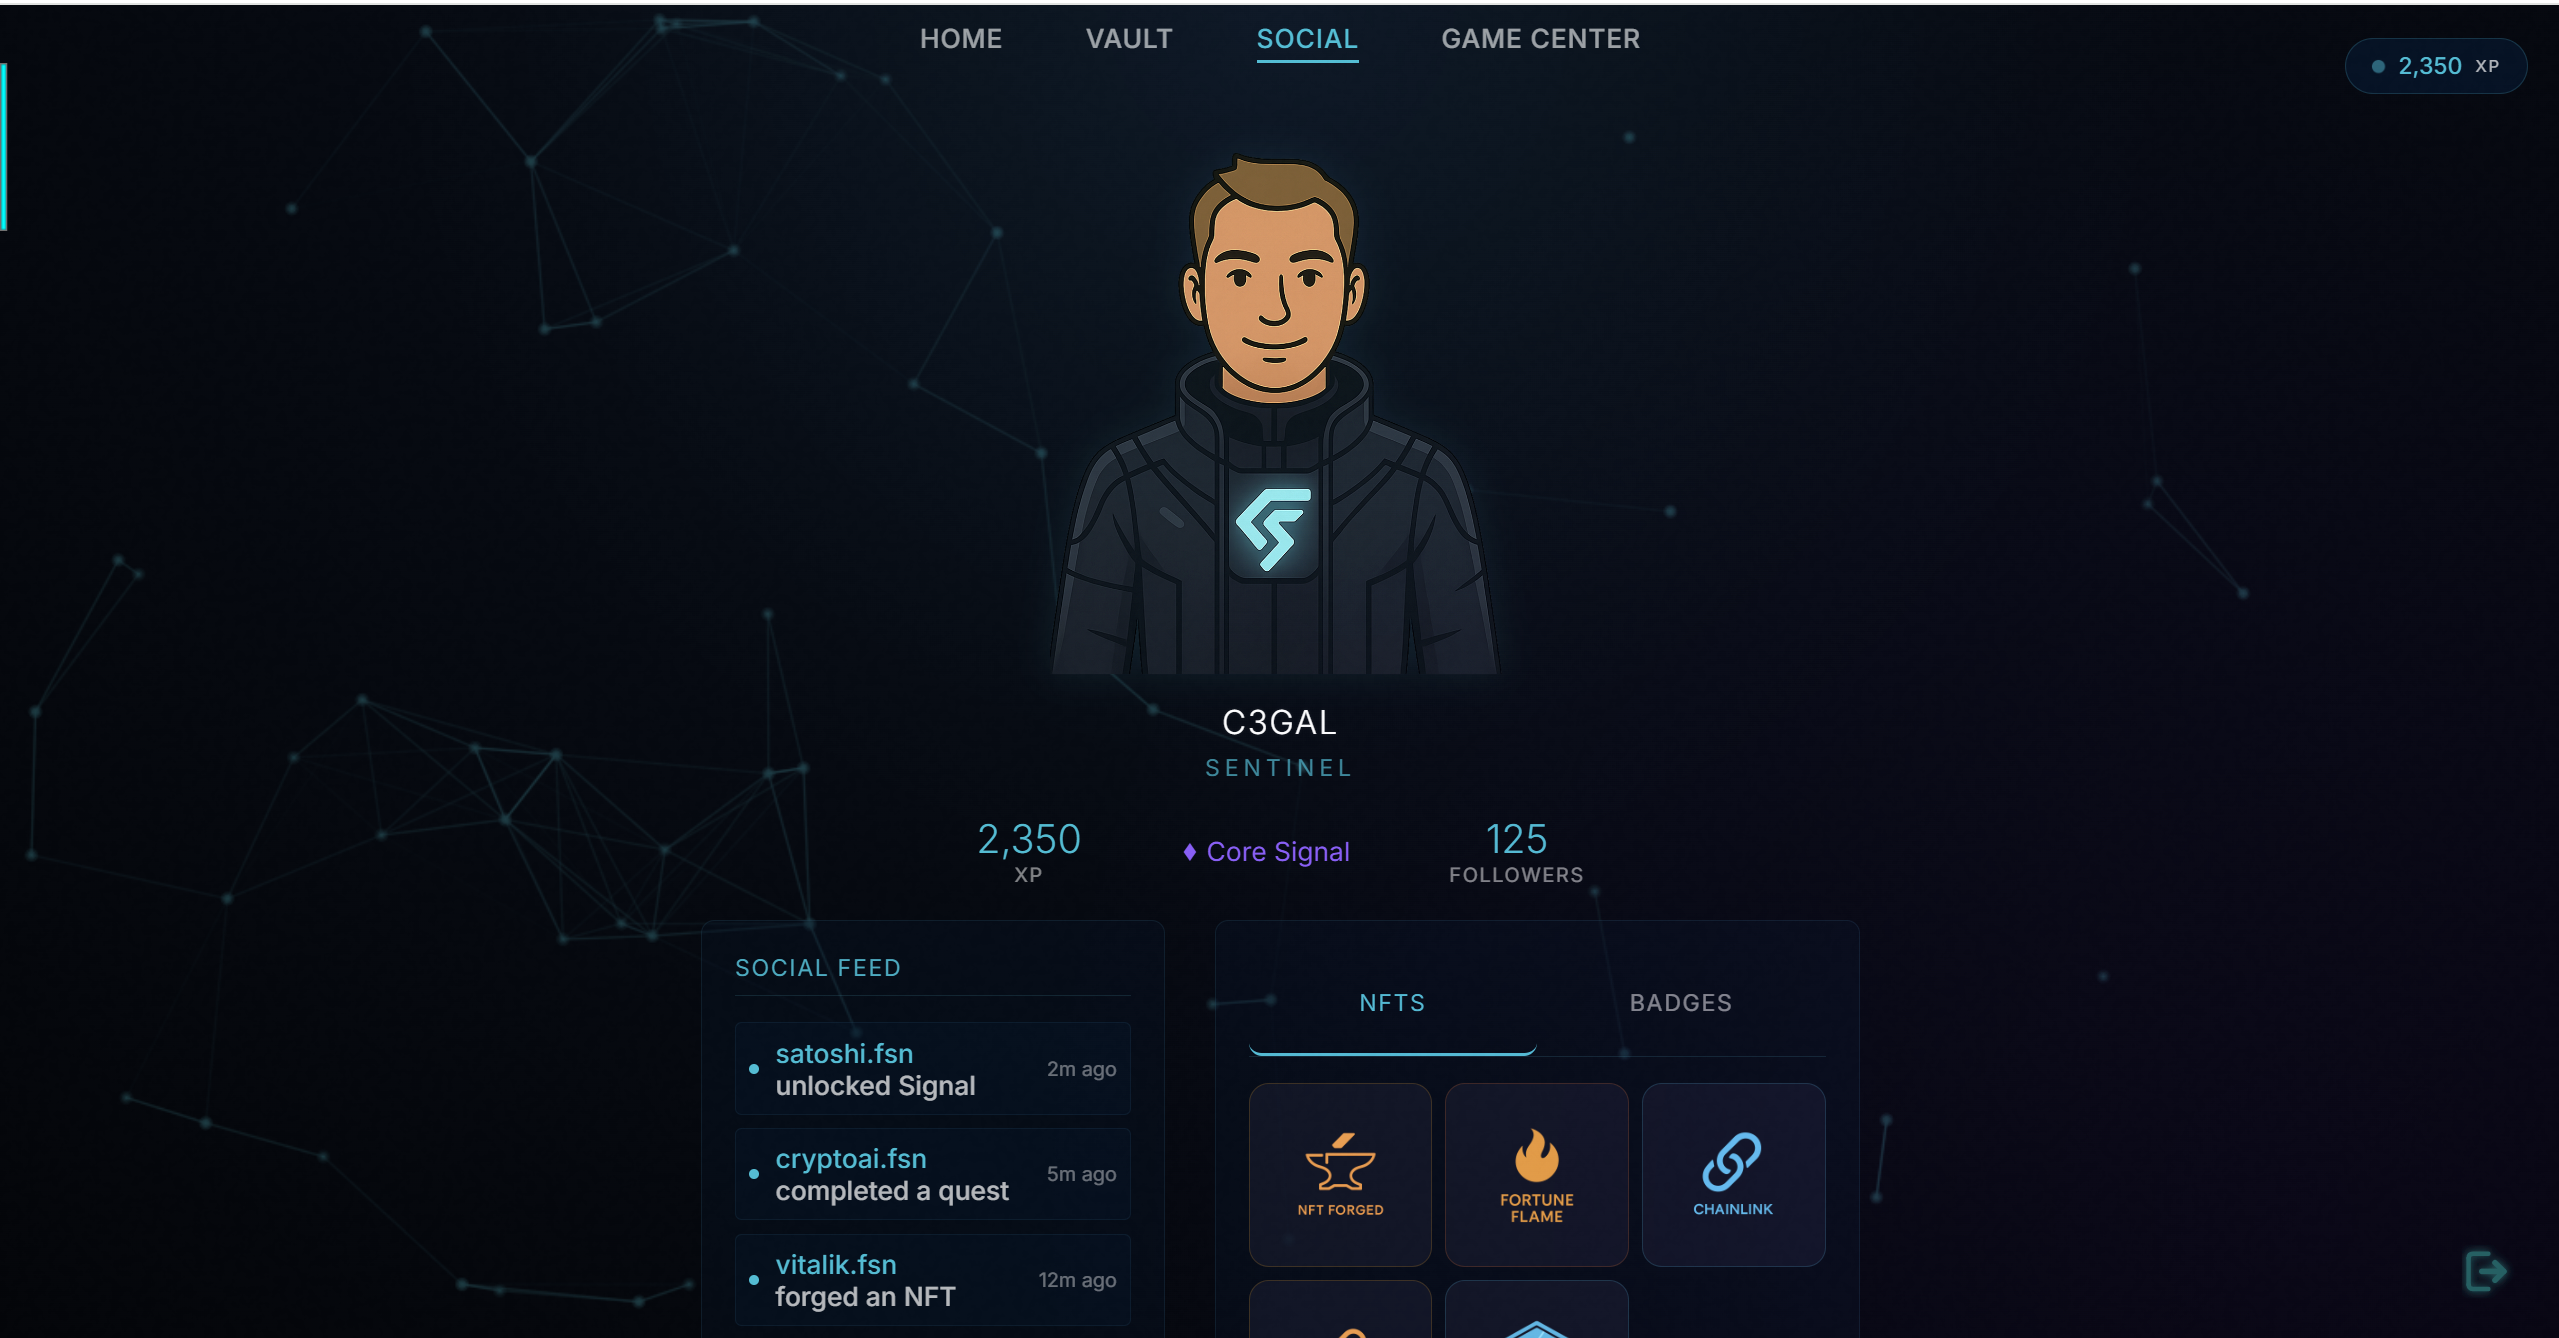 HOME VAULT SOCIAL GAME CENTER
2,350 XP
C3GAL
SENTINEL
2,350
XP
Core Signal
125
FOLLOWERS
SOCIAL FEED
satoshi.fsn
unlocked Signal
2m ago
cryptoai.fsn
completed a quest
5m ago
vitalik.fsn
forged an NFT
12m ago
NFTS BADGES
NFT FORGED
FORTUNE
FLAME
CHAINLINK